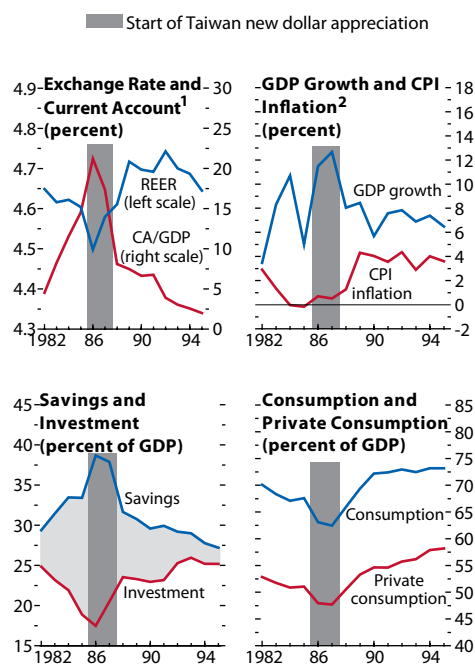 Start of Taiwan new dollar appreciation
Exchange Rate and
Current Account1
(percent)
4.9
4.8
4.7
4.6
4.5
4.4
4.3
30
25
20
15
10
5
0
REER
(left scale)
CA/GDP
(right scale)
1982 86 90 95
GDP Growth and CPI
Inflation2
(percent)
18
16
14
12
10
8
6
4
2
0
-2
GDP growth
CPI
inflation
1982 86 90 95
Savings and
Investment
(percent of GDP)
45
40
35
30
25
20
15
Savings
Investment
1982 86 90 95
Consumption and
Private Consumption
(percent of GDP)
85
80
75
70
65
60
55
50
45
40
Consumption
Private
consumption
1982 86 90 95